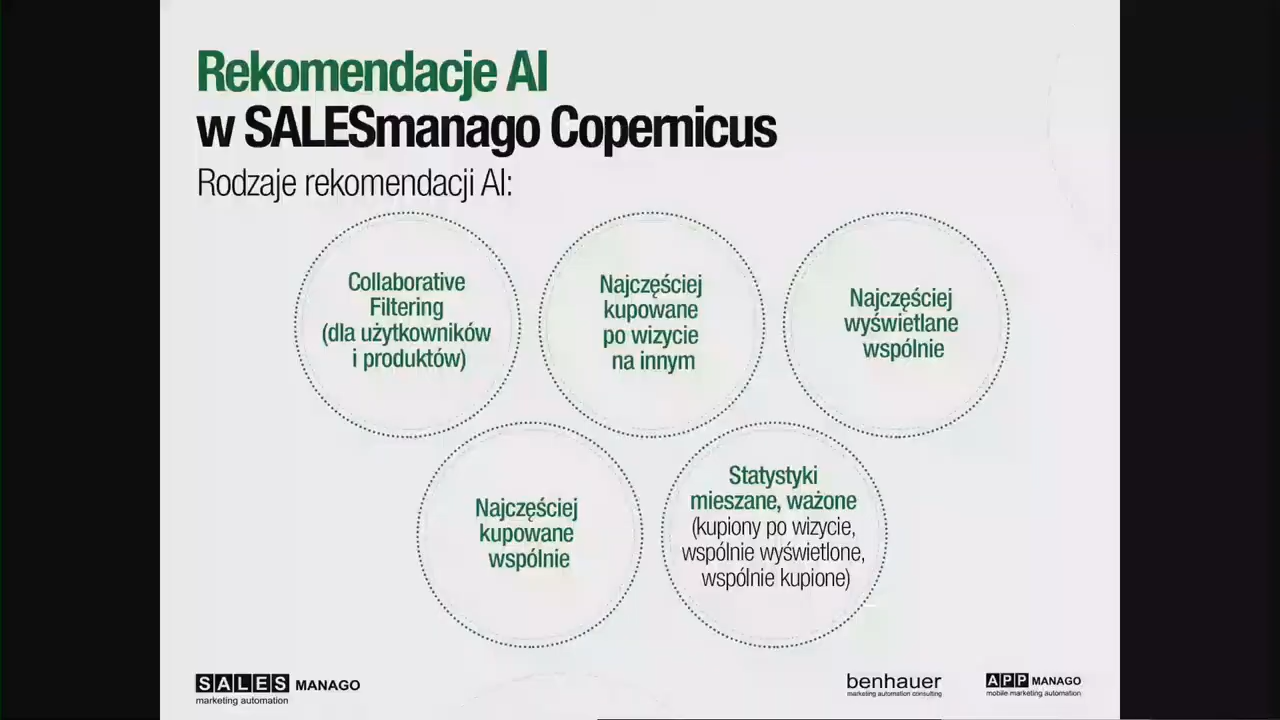 Rekomendacje AI
w SALESmanago Copernicus
Rodzaje rekomendacji AI:
Collaborative
Filtering
(dla użytkowników
i produktów)
Najczęściej
kupowane
po wizycie
na innym
Najczęściej
wyświetlane
wspólnie
Najczęściej
kupowane
wspólnie
Statystyki
mieszane, ważone
(kupiony po wizycie,
wspólnie wyświetlone,
wspólnie kupione)
SALES MANAGO
marketing automation
benhauer
marketing automation consulting
APP MANAGO
mobile marketing automation